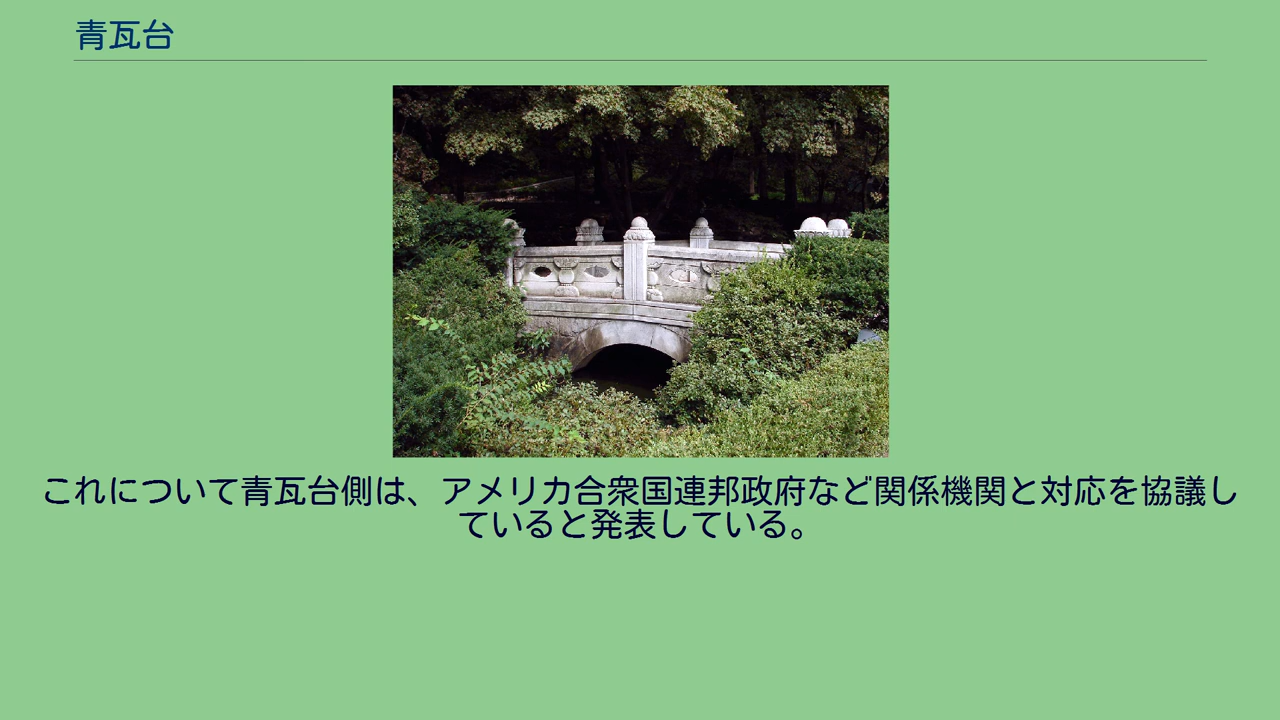 青瓦台
これについて青瓦台側は、アメリカ合衆国連邦政府など関係機関と対応を協議し
ていると発表している。